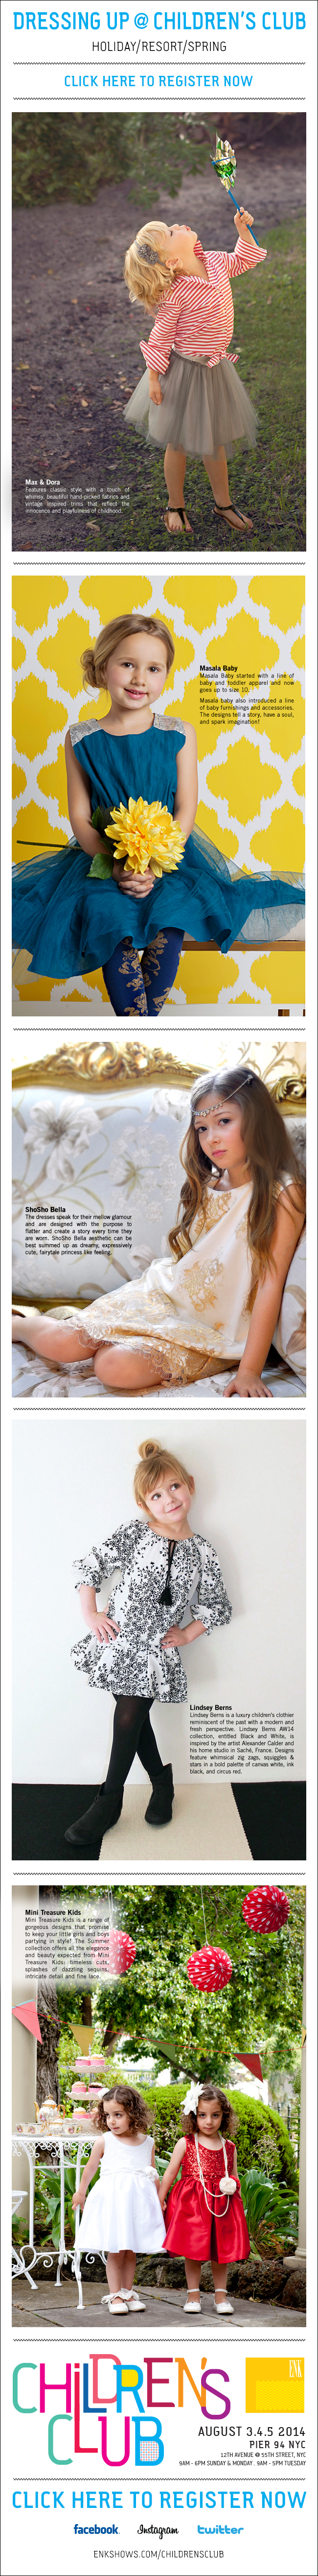 DRESSING UP @ CHILDREN'S CLUB
HOLIDAY/RESORT/SPRING
CLICK HERE TO REGISTER NOW
Max & Dora
Features classic style with a touch of
whimsy, beautiful hand-picked fabrics and
vintage inspired trims that reflect the
innocence and playfulness of childhood.
Masala Baby
Masala Baby started with a line of
baby and toddler apparel and now
goes up to size 10.
Masala baby also introduced a line
of baby furnishings and accessories.
The designs tell a story, have a soul,
and spark imagination!
ShoSho Bella
The dresses speak for their mellow glamour
and are designed with the purpose to
flatter and create a story every time they
are worn. ShoSho Bella aesthetic can be
best summed up as dreamy, expressively
cute, fairytale princess like feeling.
Lindsey Berns
Lindsey Berns is a luxury children's clothier
reminiscent of the past with a modern and
fresh perspective. Lindsey Berns AW14
collection, entitled Black and White, is
inspired by the artist Alexander Calder and
his home studio in Saché, France. Designs
feature whimsical zig zags, squiggles &
stars in a bold palette of canvas white, ink
black, and circus red.
Mini Treasure Kids
Mini Treasure Kids is a range of
gorgeous designs that promise
to keep your little girls and boys
partying in style! The Summer
collection offers all the elegance
and beauty expected from Mini
Treasure Kids: timeless cuts,
splashes of dazzling sequins,
intricate detail and fine lace.
CHILDREN'S
CLUB
ENK
AUGUST 3.4.5 2014
PIER 94 NYC
12TH AVENUE @ 55TH STREET, NYC
9AM - 6PM SUNDAY & MONDAY . 9AM - 5PM TUESDAY
CLICK HERE TO REGISTER NOW
facebook Instagram twitter
ENKSHOWS.COM/CHILDRENSCLUB